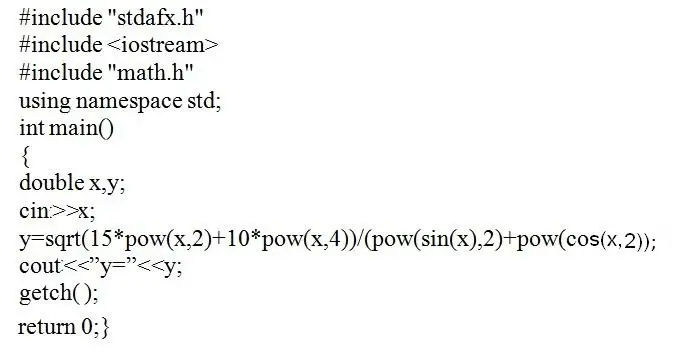 #include "stdafx.h"
#include <iostream>
#include "math.h"
using namespace std;
int main()
{
double x,y;
cin>>x;
y=sqrt(15*pow(x,2)+10*pow(x,4))/(pow(sin(x),2)+pow(cos(x,2));
cout<<”y=”<<y;
getch( );
return 0;}